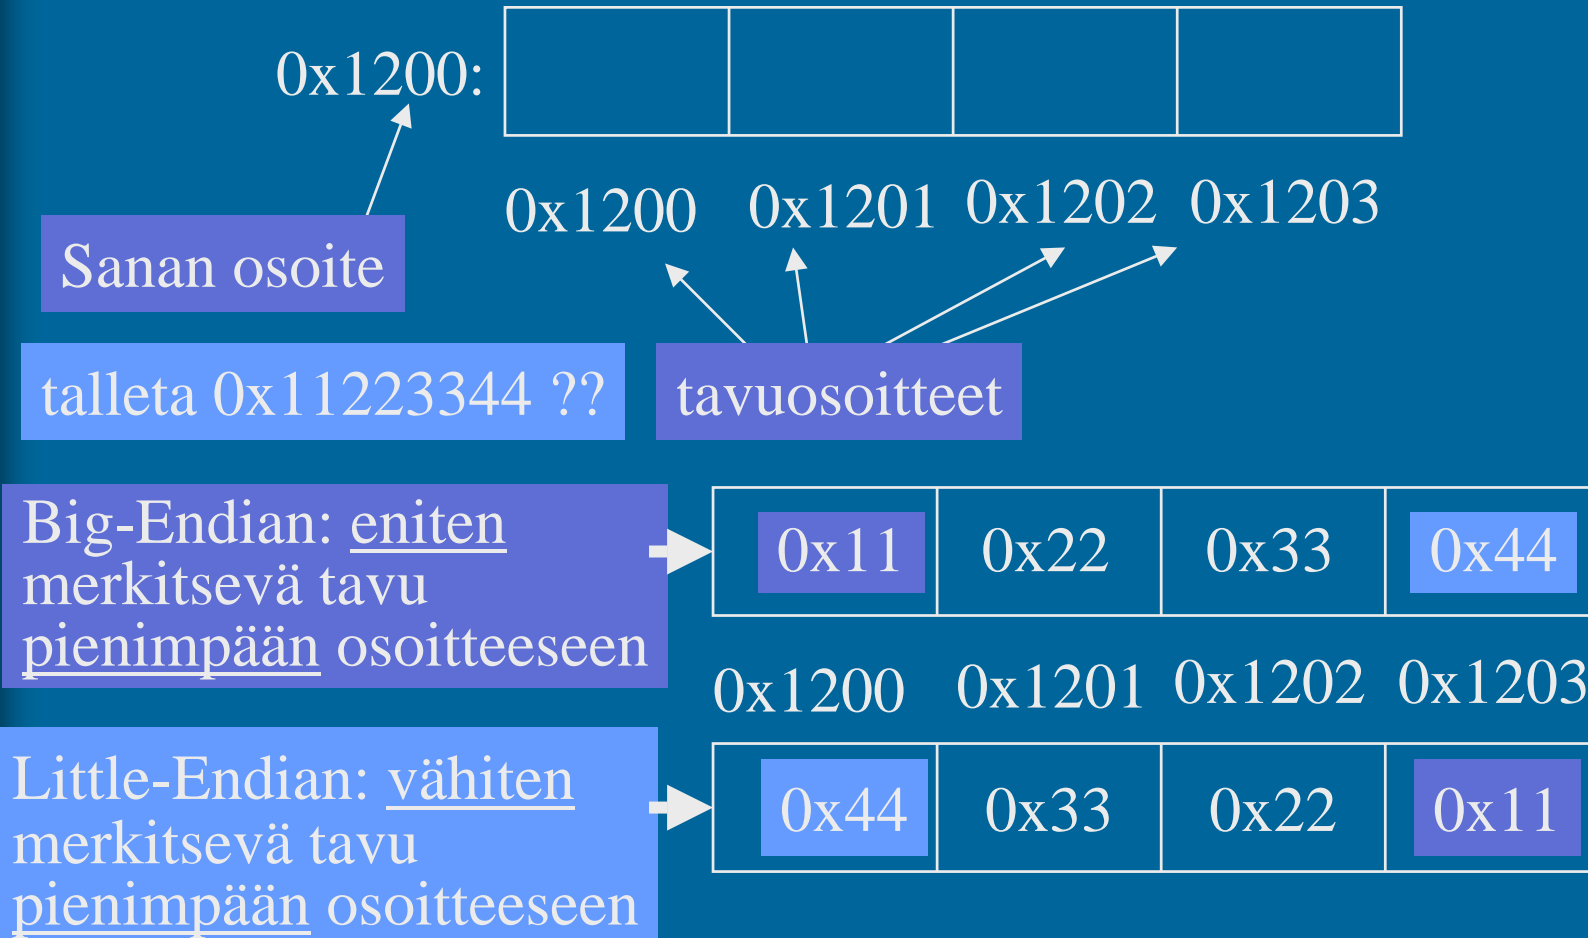 0x1200:
0x1200 0x1201 0x1202 0x1203
Sanan osoite
talleta 0x11223344 ??
tavuosoitteet
Big-Endian: eniten
merkitsevä tavu
pienimpään osoitteeseen
0x11 0x22 0x33 0x44
0x1200 0x1201 0x1202 0x1203
Little-Endian: vähiten
merkitsevä tavu
pienimpään osoitteeseen
0x44 0x33 0x22 0x11